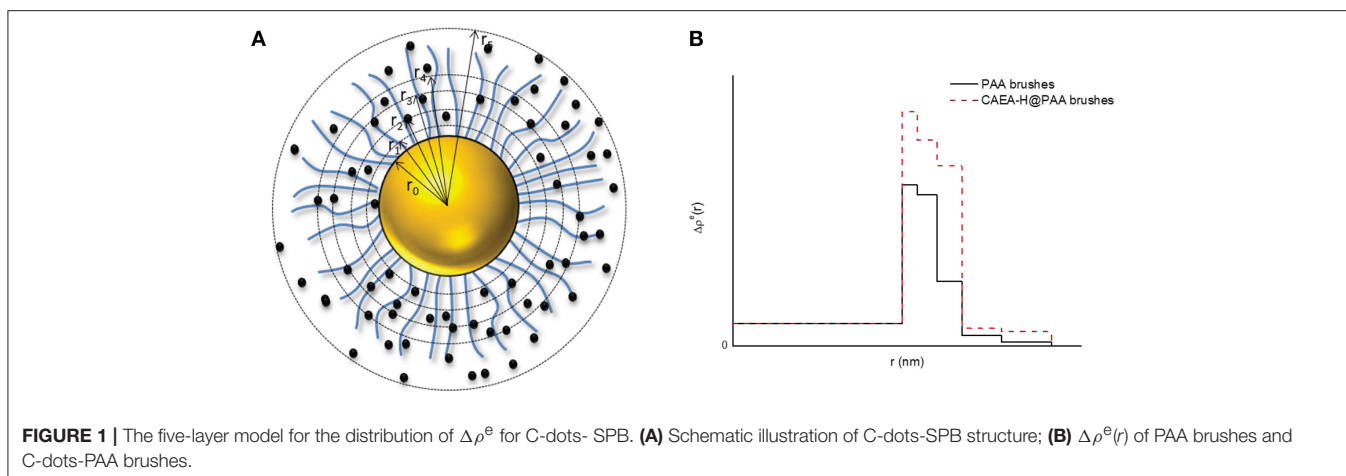 A
r₅
r₄
r₃
r₂
r₁
r₀
B
PAA brushes
CAEA-H@PAA brushes
Δρᵉ(r)
0
r (nm)
FIGURE 1 | The five-layer model for the distribution of Δρᵉ for C-dots- SPB. (A) Schematic illustration of C-dots-SPB structure; (B) Δρᵉ(r) of PAA brushes and
C-dots-PAA brushes.